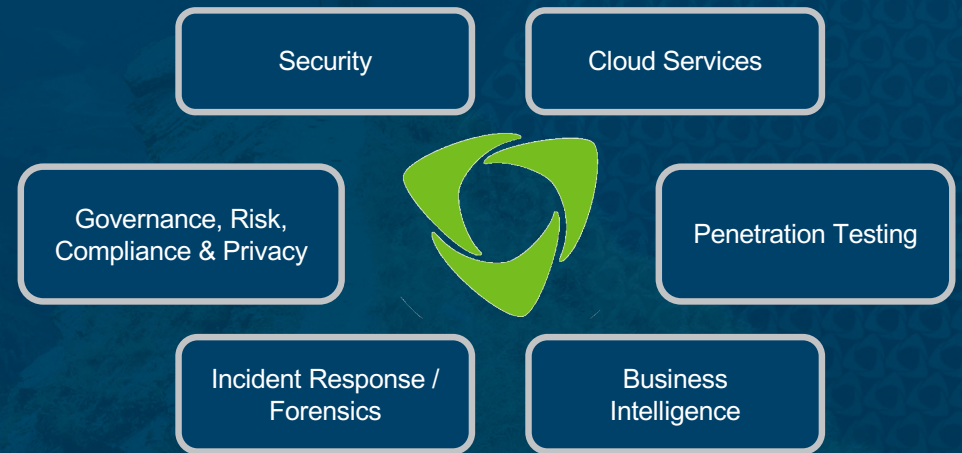 Security
Cloud Services
Governance, Risk,
Compliance & Privacy
Penetration Testing
Incident Response /
Forensics
Business
Intelligence